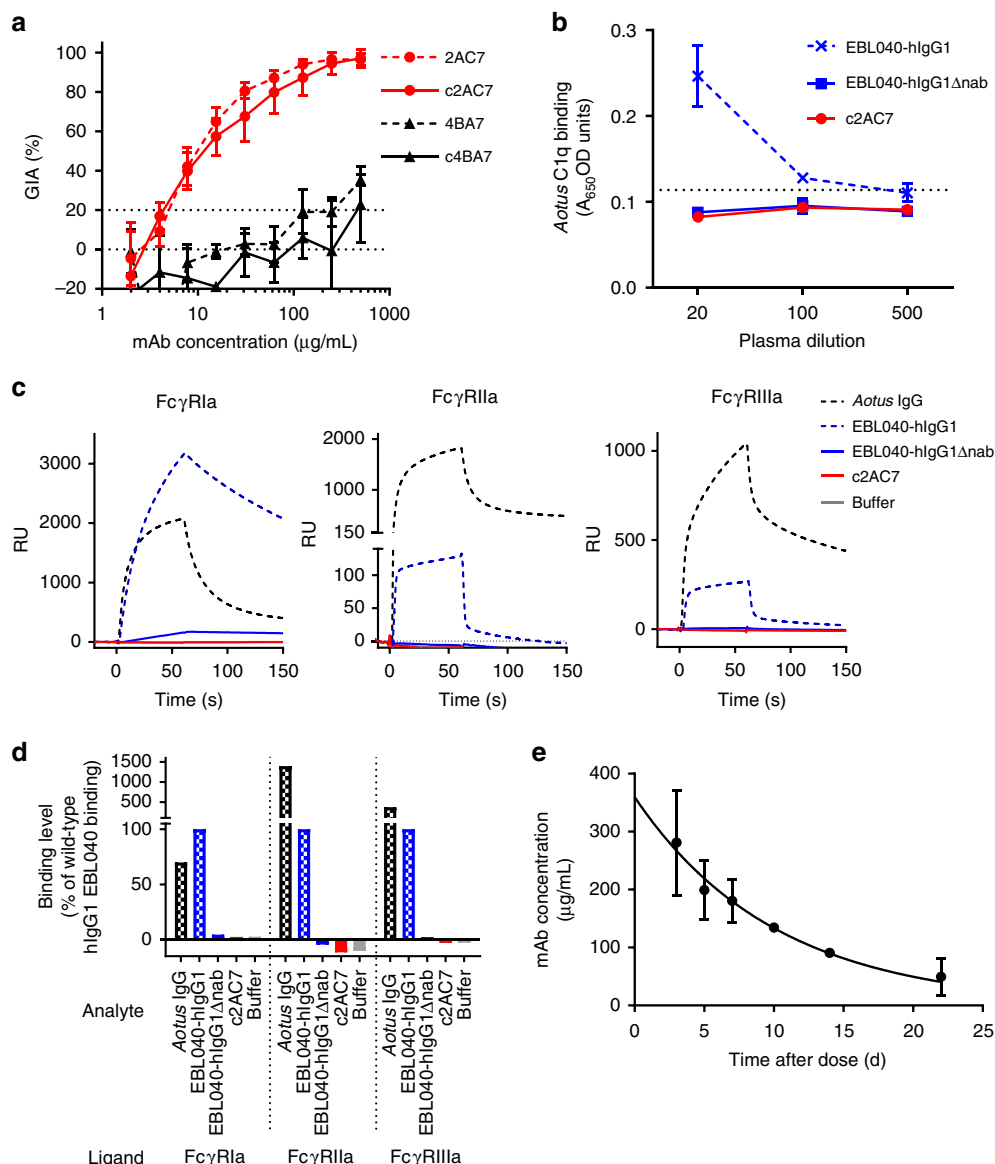 a
GIA (%)
100
80
60
40
20
0
–20
1
10
100
1000
mAb concentration (μg/mL)
2AC7
c2AC7
4BA7
c4BA7
b
Aotus C1q binding
(A650OD units)
0.3
0.2
0.1
0.0
20
100
500
Plasma dilution
EBL040-hIgG1
EBL040-hIgG1Δnab
c2AC7
c
FcγRIa
RU
3000
2000
1000
0
0
50
100
150
Time (s)
FcγRIIa
RU
2000
1000
150
100
50
0
0
50
100
150
Time (s)
FcγRIIIa
RU
1000
500
0
0
50
100
150
Time (s)
Aotus IgG
EBL040-hIgG1
EBL040-hIgG1Δnab
c2AC7
Buffer
d
Binding level
(% of wild-type
hIgG1 EBL040 binding)
1500
1000
500
100
50
0
Analyte
Aotus IgG
EBL040-hIgG1
EBL040-hIgG1Δnab
c2AC7
Buffer
Aotus IgG
EBL040-hIgG1
EBL040-hIgG1Δnab
c2AC7
Buffer
Aotus IgG
EBL040-hIgG1
EBL040-hIgG1Δnab
c2AC7
Buffer
Ligand
FcγRIa
FcγRIIa
FcγRIIIa
e
mAb concentration
(μg/mL)
400
300
200
100
0
0
5
10
15
20
25
Time after dose (d)